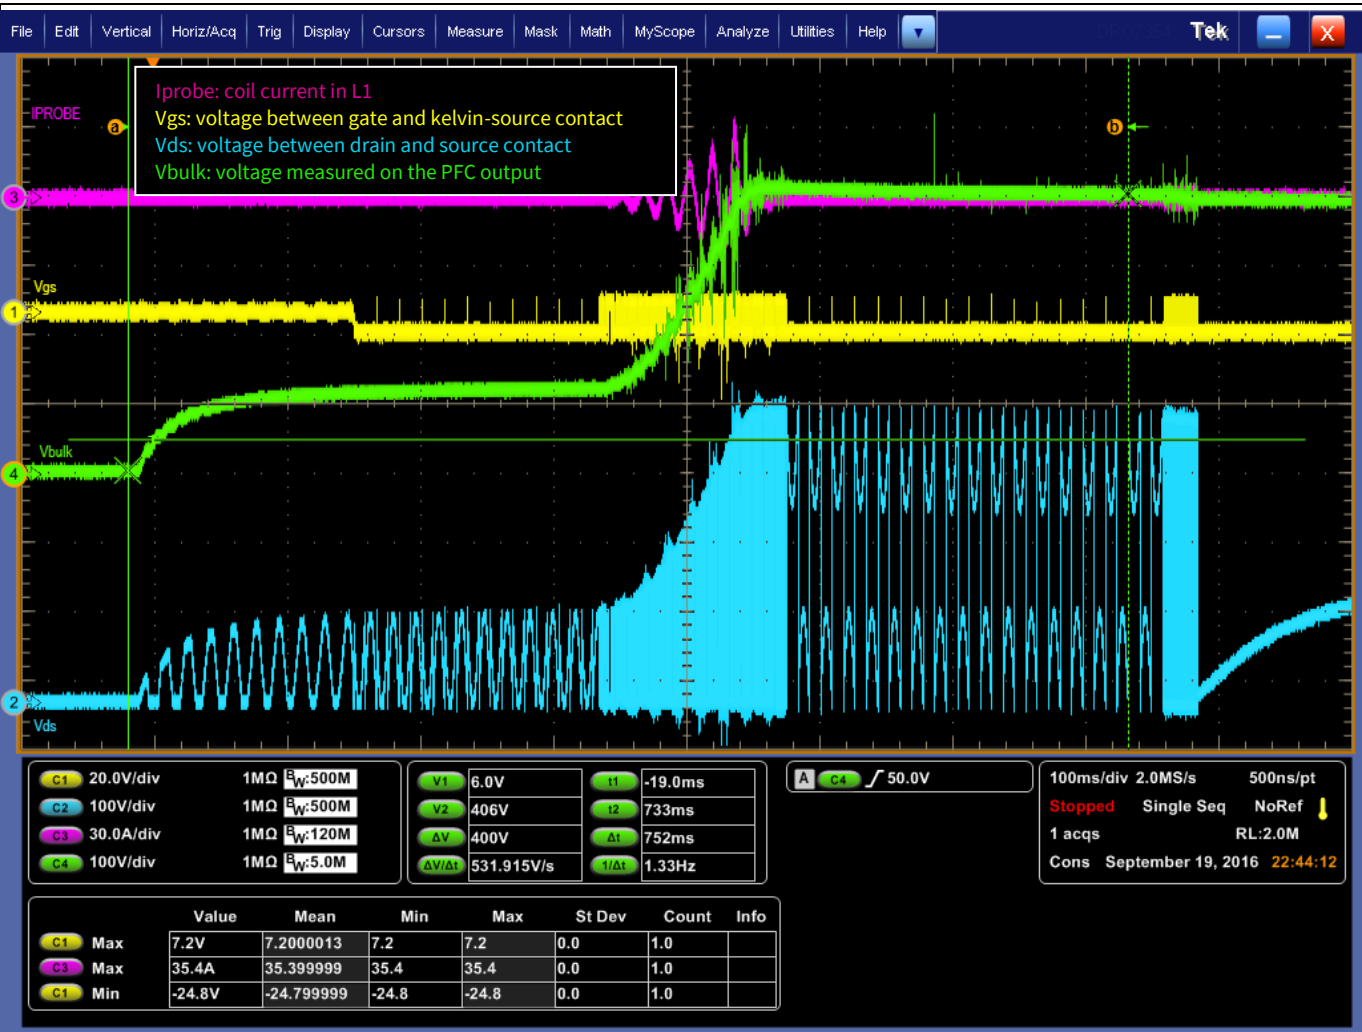 File Edit Vertical Horiz/Acq Trig Display Cursors Measure Mask Math MyScope Analyze Utilities Help Tek X
Iprobe: coil current in L1
Vgs: voltage between gate and kelvin-source contact
Vds: voltage between drain and source contact
Vbulk: voltage measured on the PFC output
IPROBE
a
b
3
Vgs
1
Vbulk
4
2
Vds
C1 20.0V/div 1MΩ BW:500M
C2 100V/div 1MΩ BW:500M
C3 30.0A/div 1MΩ BW:120M
C4 100V/div 1MΩ BW:5.0M
V1 6.0V t1 -19.0ms
V2 406V t2 733ms
ΔV 400V Δt 752ms
ΔV/Δt 531.915V/s 1/Δt 1.33Hz
A C4 50.0V
100ms/div 2.0MS/s 500ns/pt
Stopped Single Seq NoRef
1 acqs RL:2.0M
Cons September 19, 2016 22:44:12
Value Mean Min Max St Dev Count Info
C1 Max 7.2V 7.2000013 7.2 7.2 0.0 1.0
C3 Max 35.4A 35.399999 35.4 35.4 0.0 1.0
C1 Min -24.8V -24.799999 -24.8 -24.8 0.0 1.0